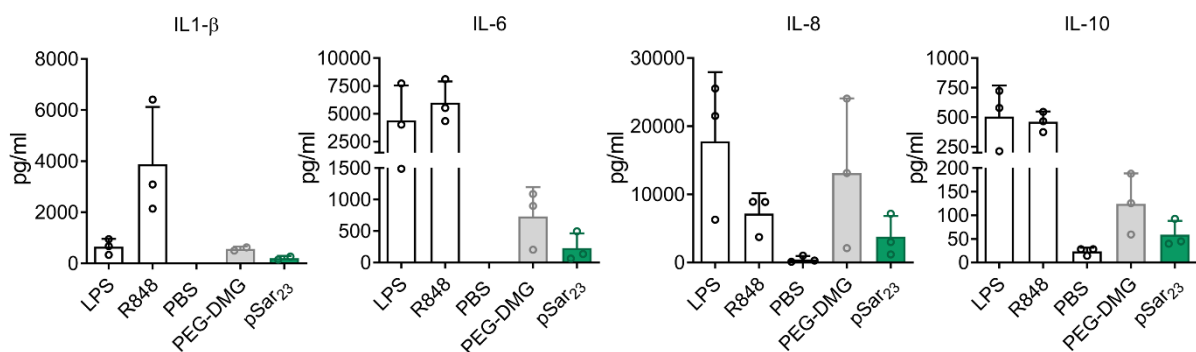 IL1-β
pg/ml
8000
6000
4000
2000
0
LPS
R848
PBS
PEG-DMG
pSar₂₃
IL-6
pg/ml
10000
7500
5000
2500
1500
1000
500
0
LPS
R848
PBS
PEG-DMG
pSar₂₃
IL-8
pg/ml
30000
20000
10000
0
LPS
R848
PBS
PEG-DMG
pSar₂₃
IL-10
pg/ml
1000
750
500
250
200
150
100
50
0
LPS
R848
PBS
PEG-DMG
pSar₂₃